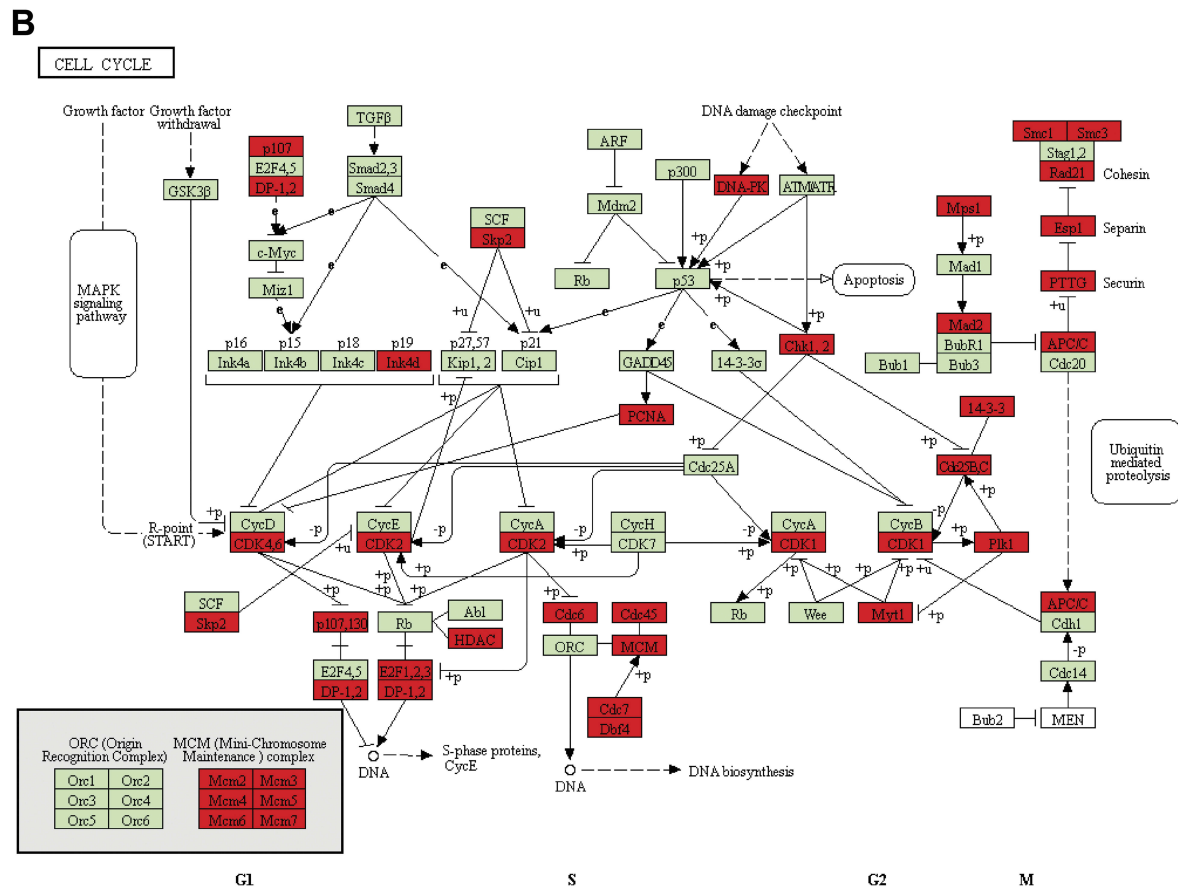 B
CELL CYCLE
Growth factor
Growth factor
withdrawal
TGFβ
DNA damage checkpoint
p107
E2F4,5
DP-1,2
Smad2,3
Smad4
ARF
p300
DNA-PK
ATM/ATR
Smc1 Smc3
Stag1,2
Rad21
Cohesin
GSK3β
SCF
Skp2
Mdm2
Mps1
Esp1
Separin
e
e
+p
+p
c-Myc
Miz1
e
e
Rb
p53
+p
+p
Apoptosis
Mad1
PTTG
Securin
MAPK
signaling
pathway
e
+u
+u
e
e
e
+p
+u
p16
p15
p18
p19
p27,57
p21
Ink4a
Ink4b
Ink4c
Ink4d
Kip1, 2
Cip1
GADD45
14-3-3σ
Chk1, 2
Mad2
BubR1
Bub3
Bub1
APC/C
Cdc20
+p
PCNA
14-3-3
+p
+p
Cdc25A
Cdc25B,C
Ubiquitin
mediated
proteolysis
+p
R-point
(START)
+p
CycD
CDK4,6
-p
CycE
CDK2
-p
CycA
CDK2
-p
+p
CycH
CDK7
-p
+p
CycA
CDK1
CycB
CDK1
-p
+p
Plk1
+u
+p
+p
+p
+p
+p
+p
+p
+p
+u
SCF
Skp2
p107,130
Rb
Abl
HDAC
Cdc6
Cdc45
ORC
MCM
Rb
Wee
Myt1
+p
APC/C
Cdh1
E2F4,5
DP-1,2
E2F1,2,3
DP-1,2
+p
+p
-p
Cdc14
Cdc7
Dbf4
Bub2
MEN
DNA
S-phase proteins,
CycE
DNA
DNA biosynthesis
ORC (Origin
Recognition Complex)
MCM (Mini-Chromosome
Maintenance ) complex
Orc1 Orc2
Orc3 Orc4
Orc5 Orc6
Mcm2 Mcm3
Mcm4 Mcm5
Mcm6 Mcm7
G1
S
G2
M